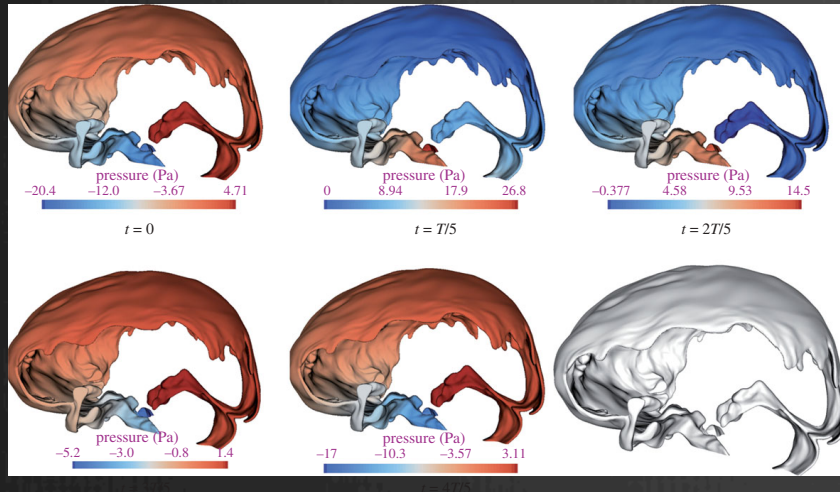 pressure (Pa)
−20.4 −12.0 −3.67 4.71
t = 0
pressure (Pa)
0 8.94 17.9 26.8
t = T/5
pressure (Pa)
−0.377 4.58 9.53 14.5
t = 2T/5
pressure (Pa)
−5.2 −3.0 −0.8 1.4
pressure (Pa)
−17 −10.3 −3.57 3.11
t = 4T/5